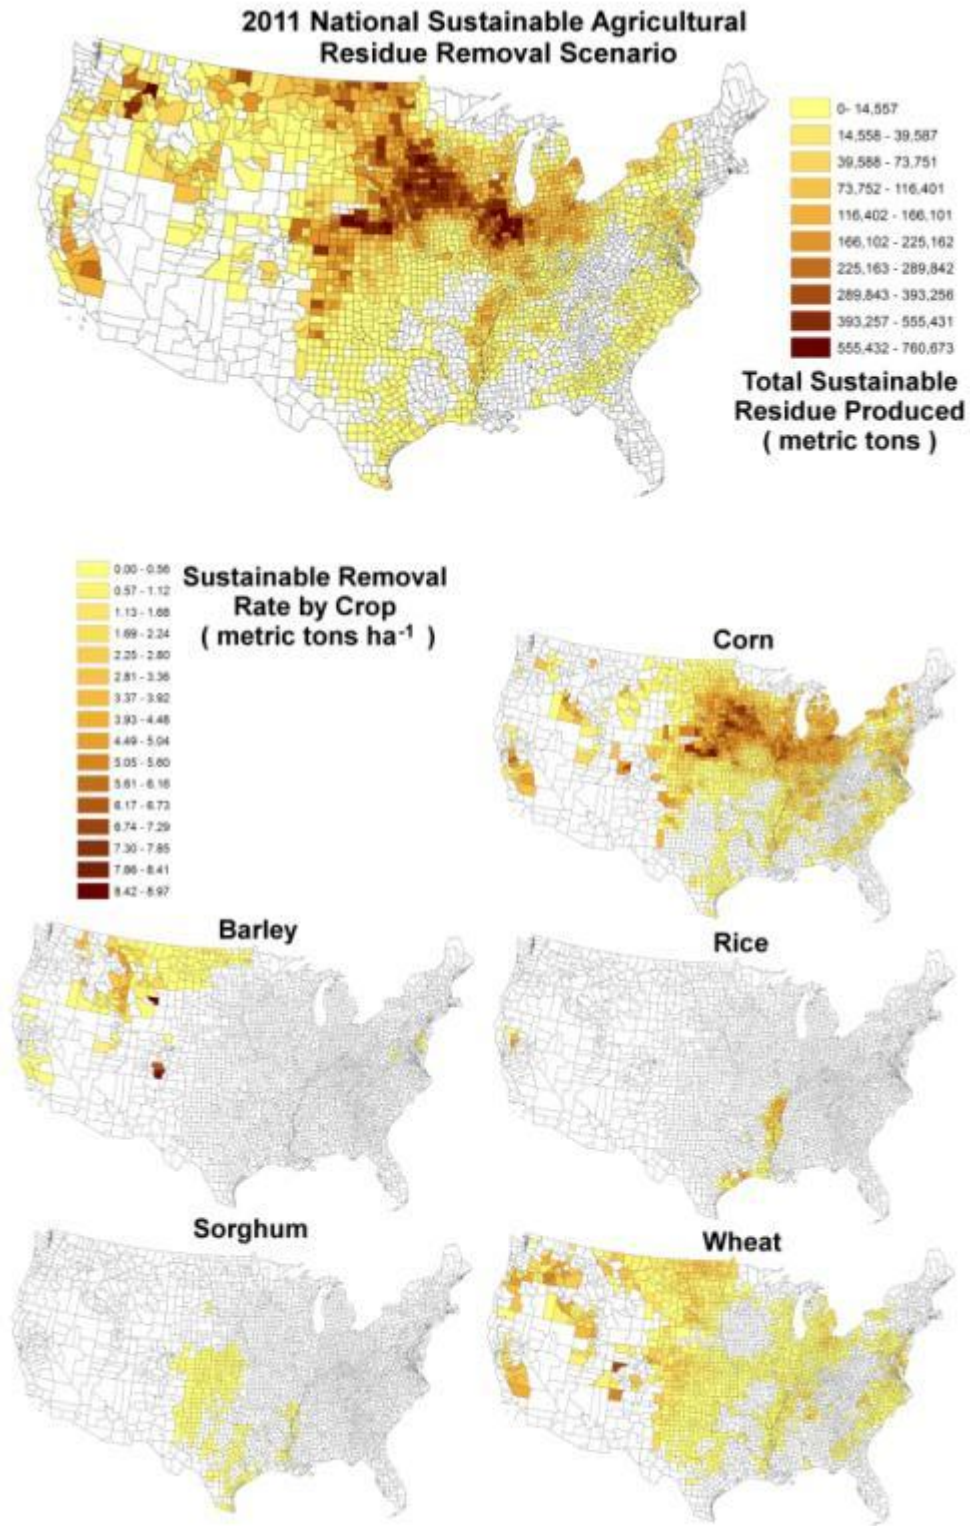 2011 National Sustainable Agricultural
Residue Removal Scenario
0- 14,557
14,558 - 39,587
39,588 - 73,751
73,752 - 116,401
116,402 - 166,101
166,102 - 225,162
225,163 - 289,842
289,843 - 393,256
393,257 - 555,431
555,432 - 760,673
Total Sustainable
Residue Produced
( metric tons )
0.00 - 0.56
0.57 - 1.12
1.13 - 1.68
1.69 - 2.24
2.25 - 2.80
2.81 - 3.36
3.37 - 3.92
3.93 - 4.48
4.49 - 5.04
5.05 - 5.60
5.61 - 6.16
6.17 - 6.73
6.74 - 7.29
7.30 - 7.85
7.86 - 8.41
8.42 - 8.97
Sustainable Removal
Rate by Crop
( metric tons ha⁻¹ )
Corn
Barley
Rice
Sorghum
Wheat